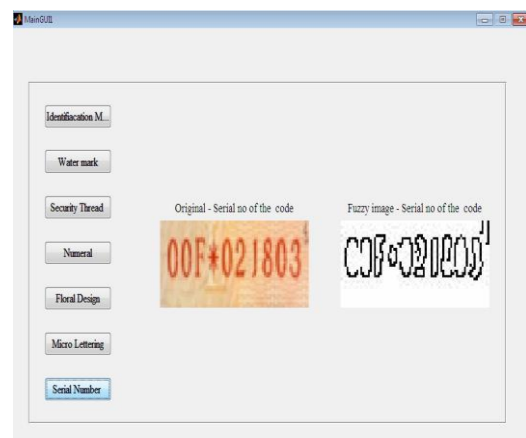 MainGUI1
Identifiacation M...
Water mark
Security Thread
Numeral
Floral Design
Micro Lettering
Serial Number
Original - Serial no of the code
00F*021803
Fuzzy image - Serial no of the code